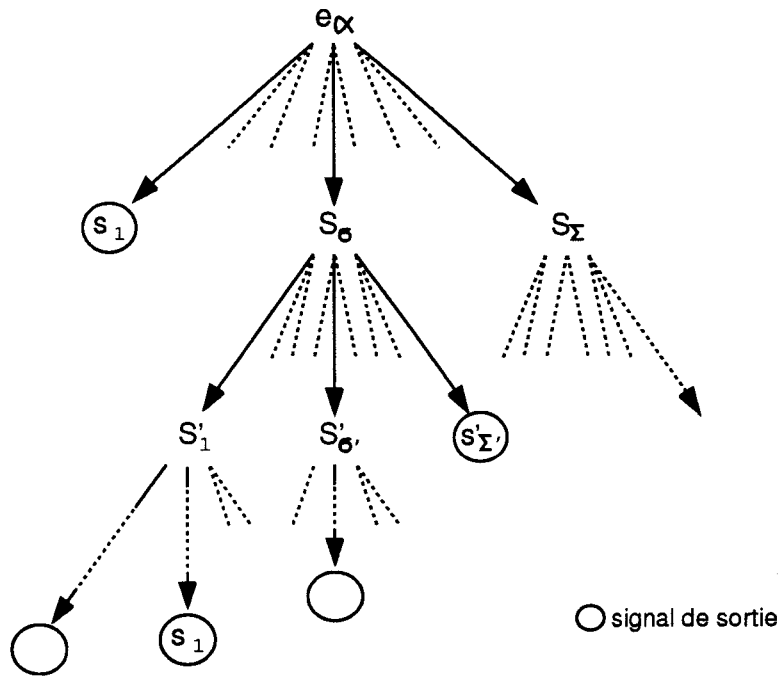 eα
s1
Sσ
SΣ
S'1
S'σ'
s'Σ'
s1
signal de sortie